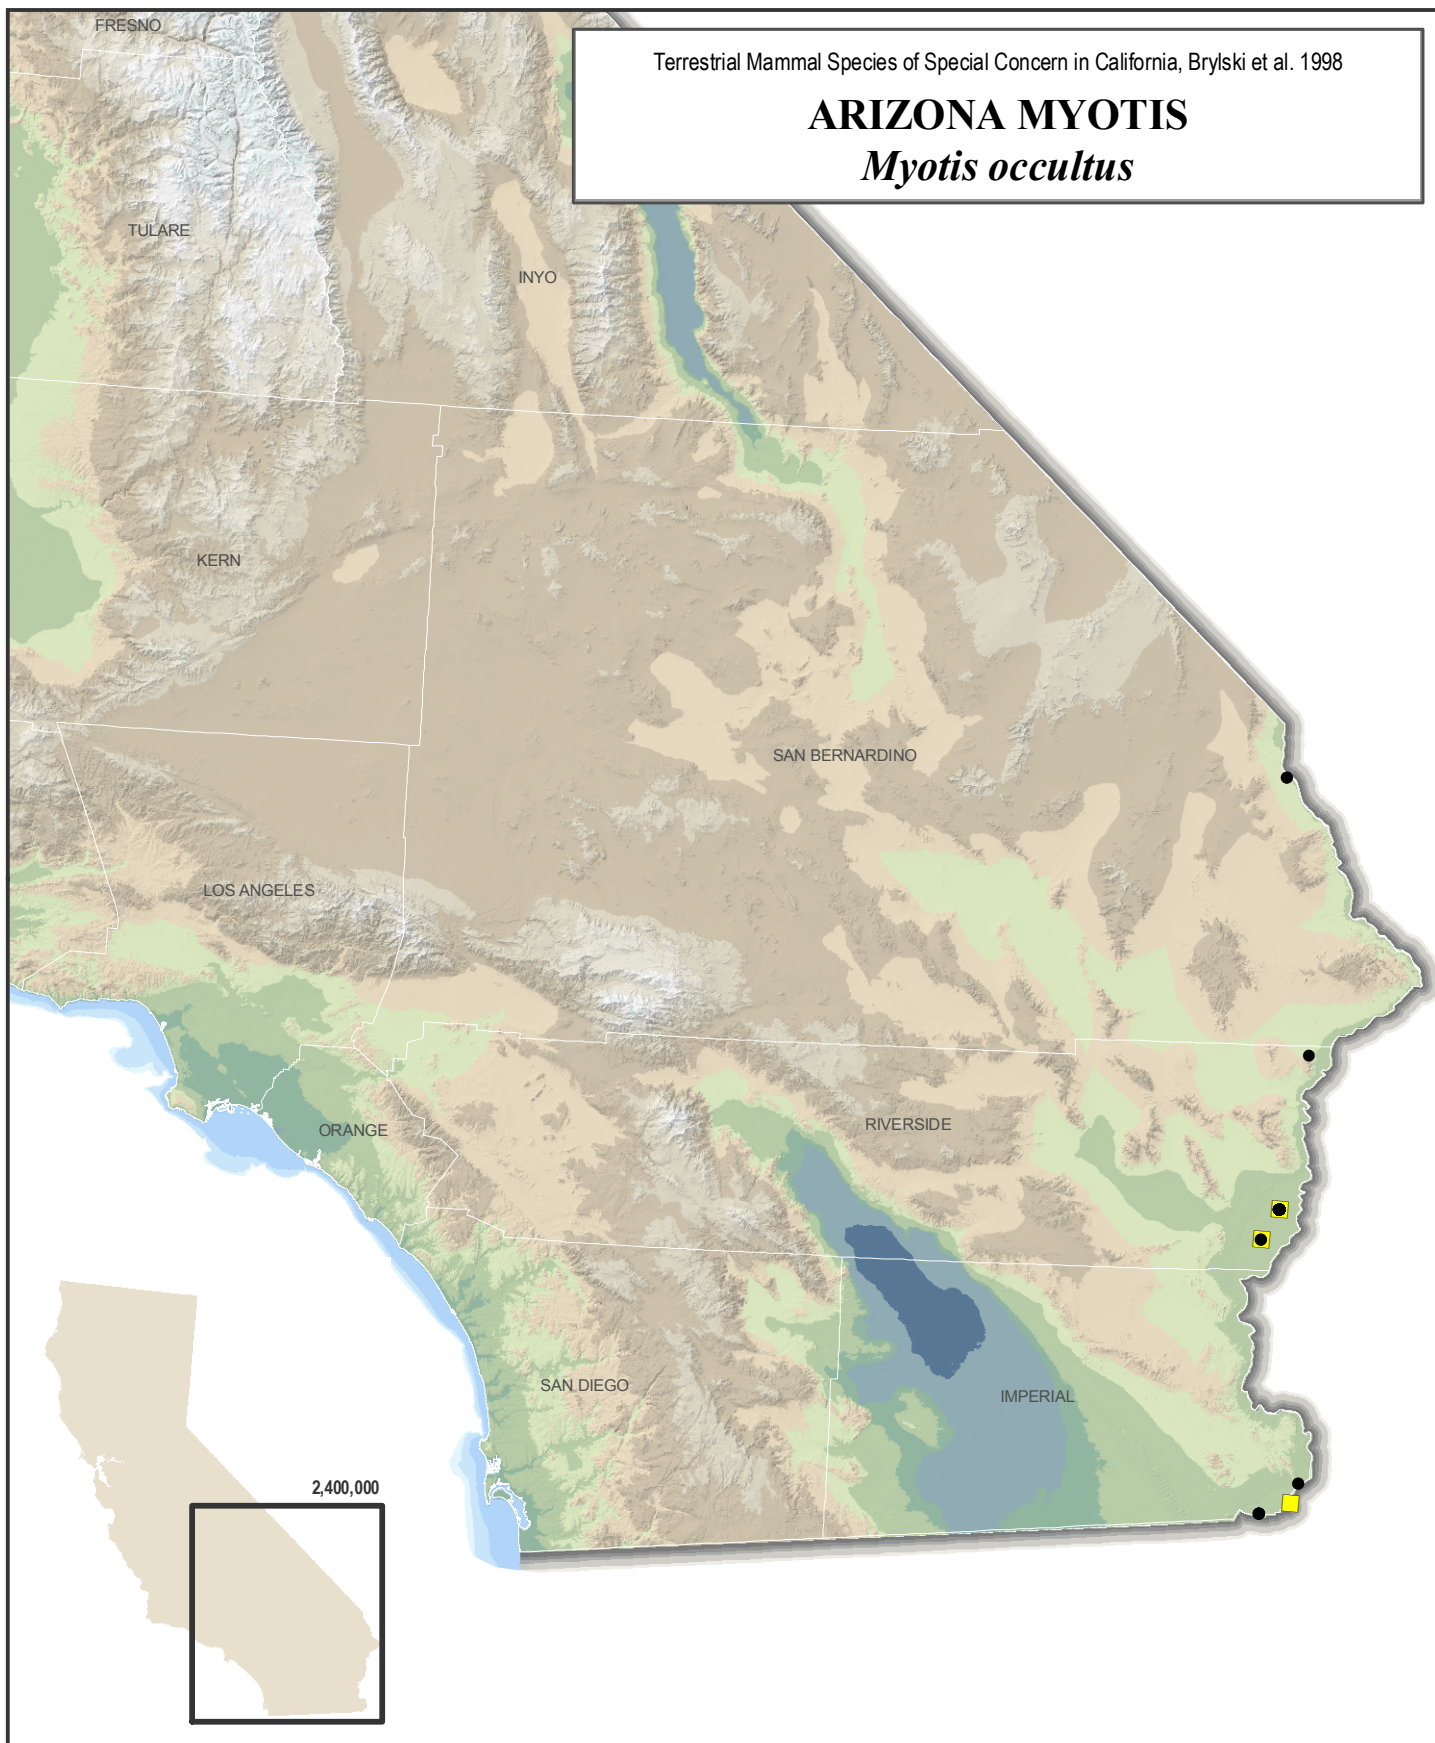 FRESNO
Terrestrial Mammal Species of Special Concern in California, Brylski et al. 1998
ARIZONA MYOTIS
Myotis occultus
TULARE
INYO
KERN
SAN BERNARDINO
LOS ANGELES
RIVERSIDE
ORANGE
SAN DIEGO
IMPERIAL
2,400,000